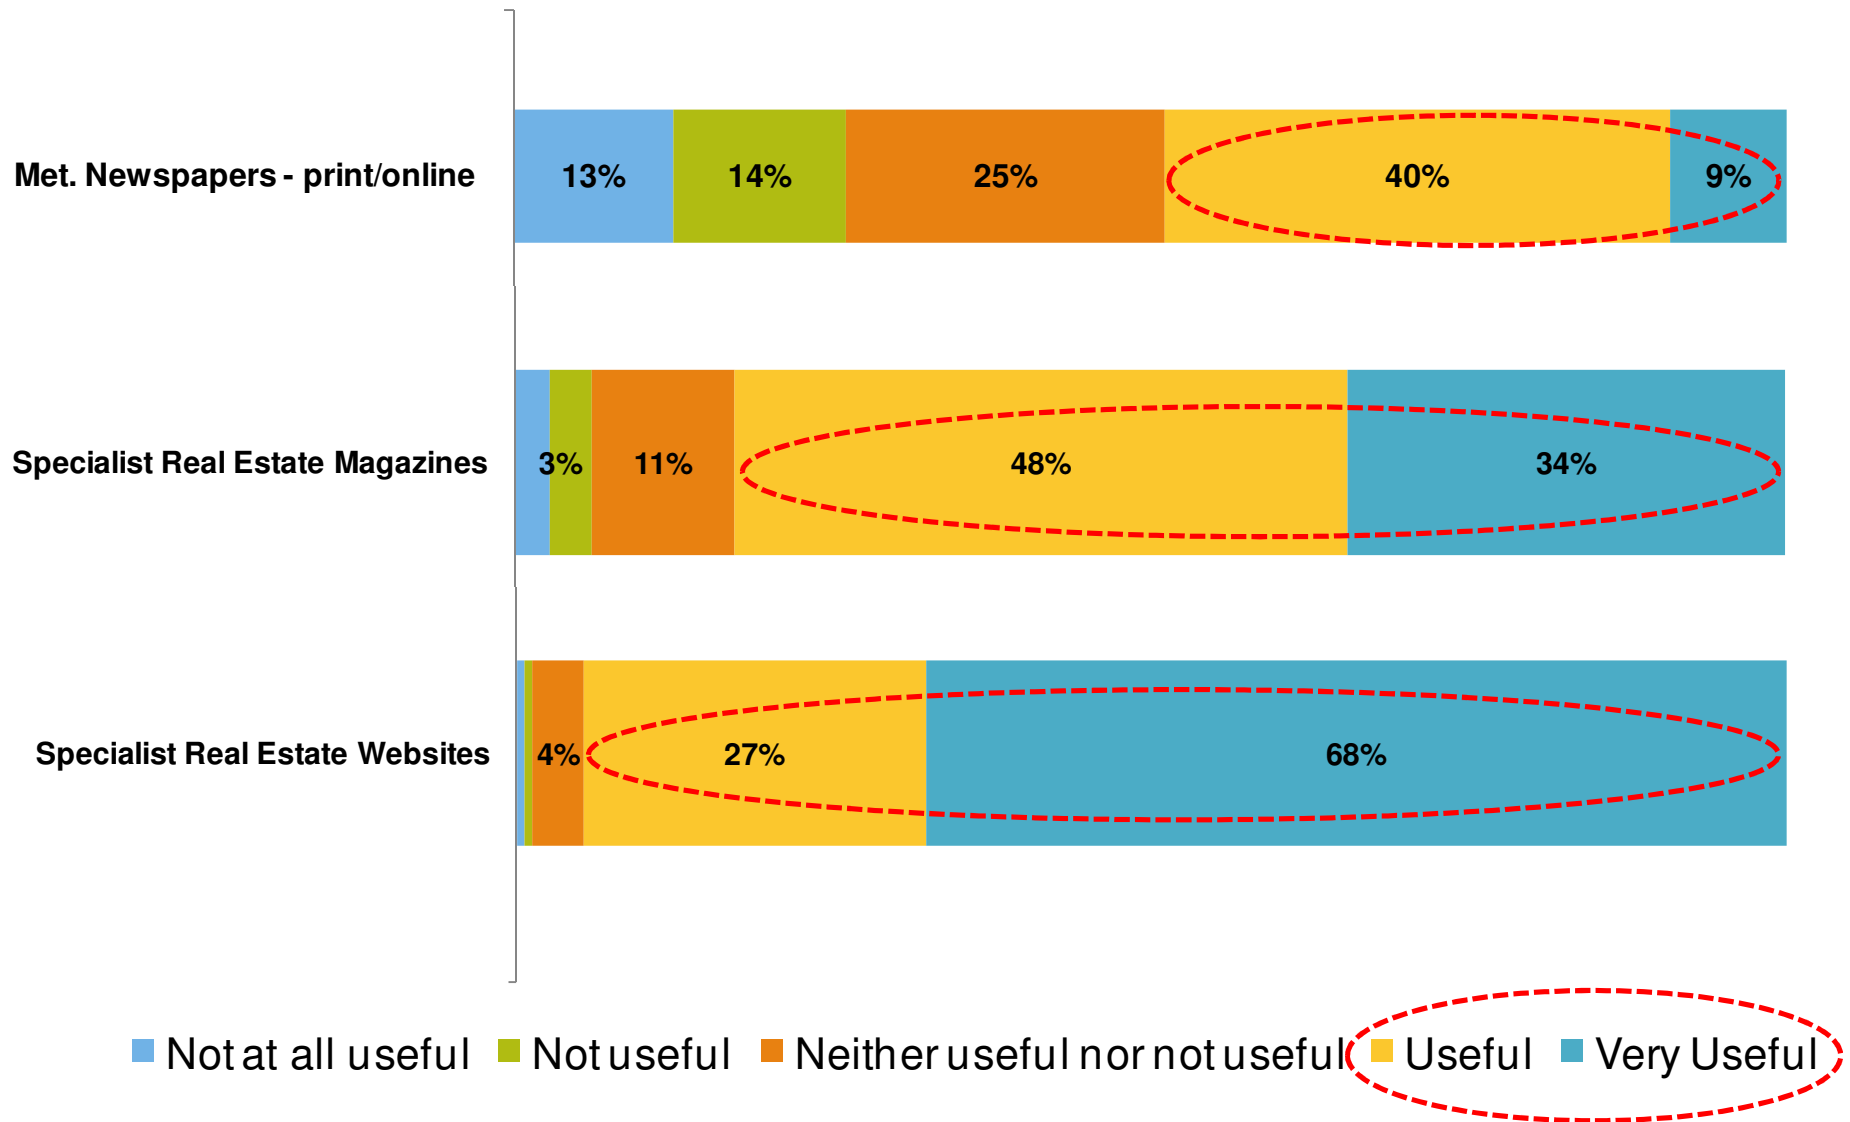 Met. Newspapers - print/online
13% 14% 25% 40% 9%
Specialist Real Estate Magazines
3% 11% 48% 34%
Specialist Real Estate Websites
4% 27% 68%
Not at all useful Not useful Neither useful nor not useful Useful Very Useful